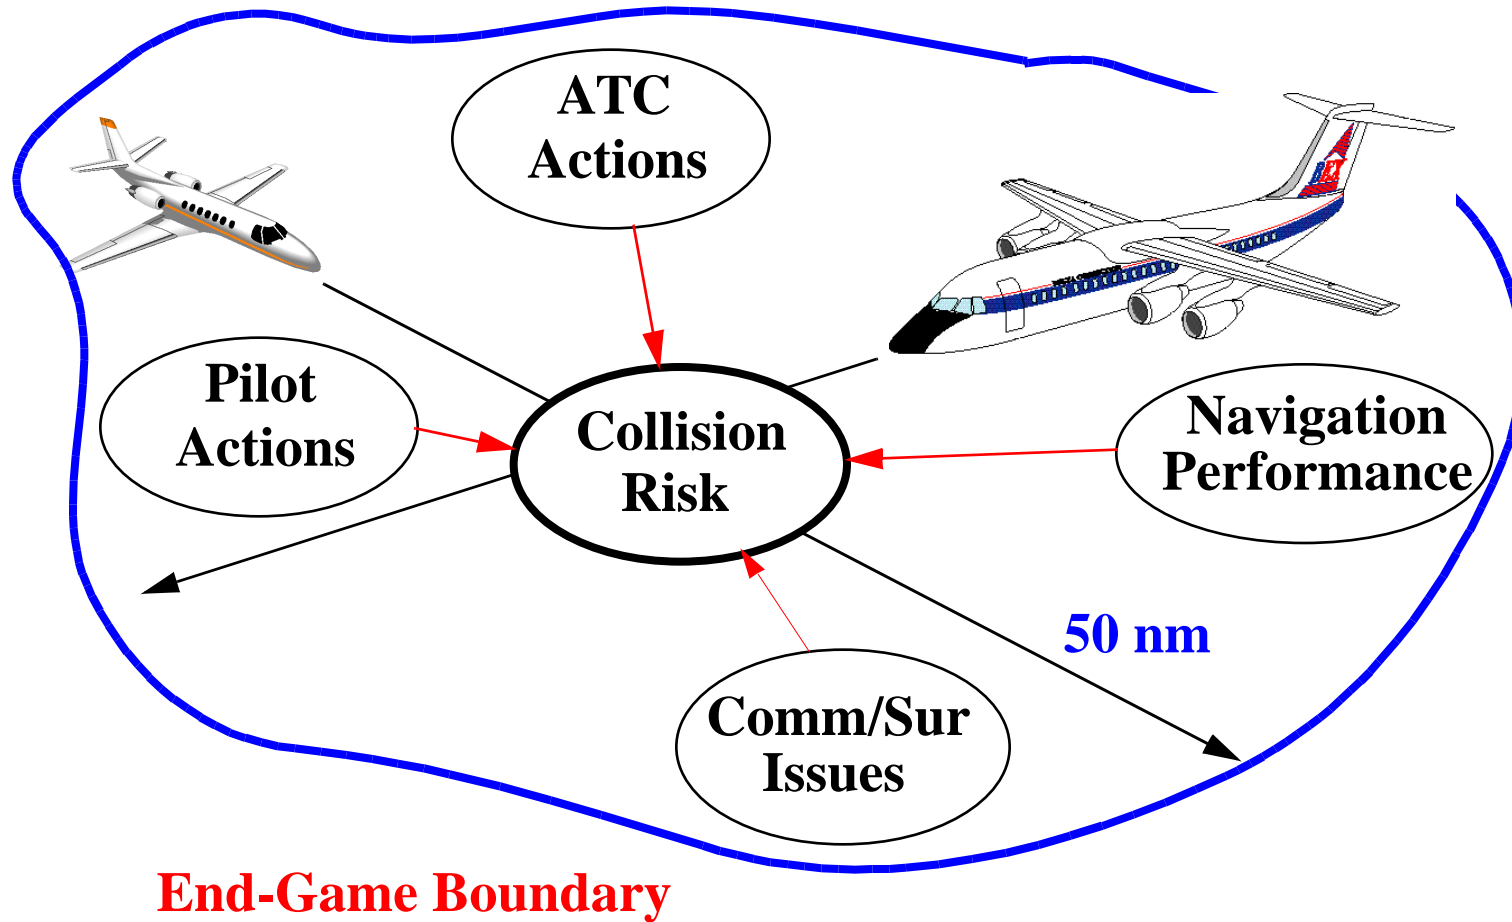 ATC
Actions
Pilot
Actions
Collision
Risk
Navigation
Performance
50 nm
Comm/Sur
Issues
End-Game Boundary